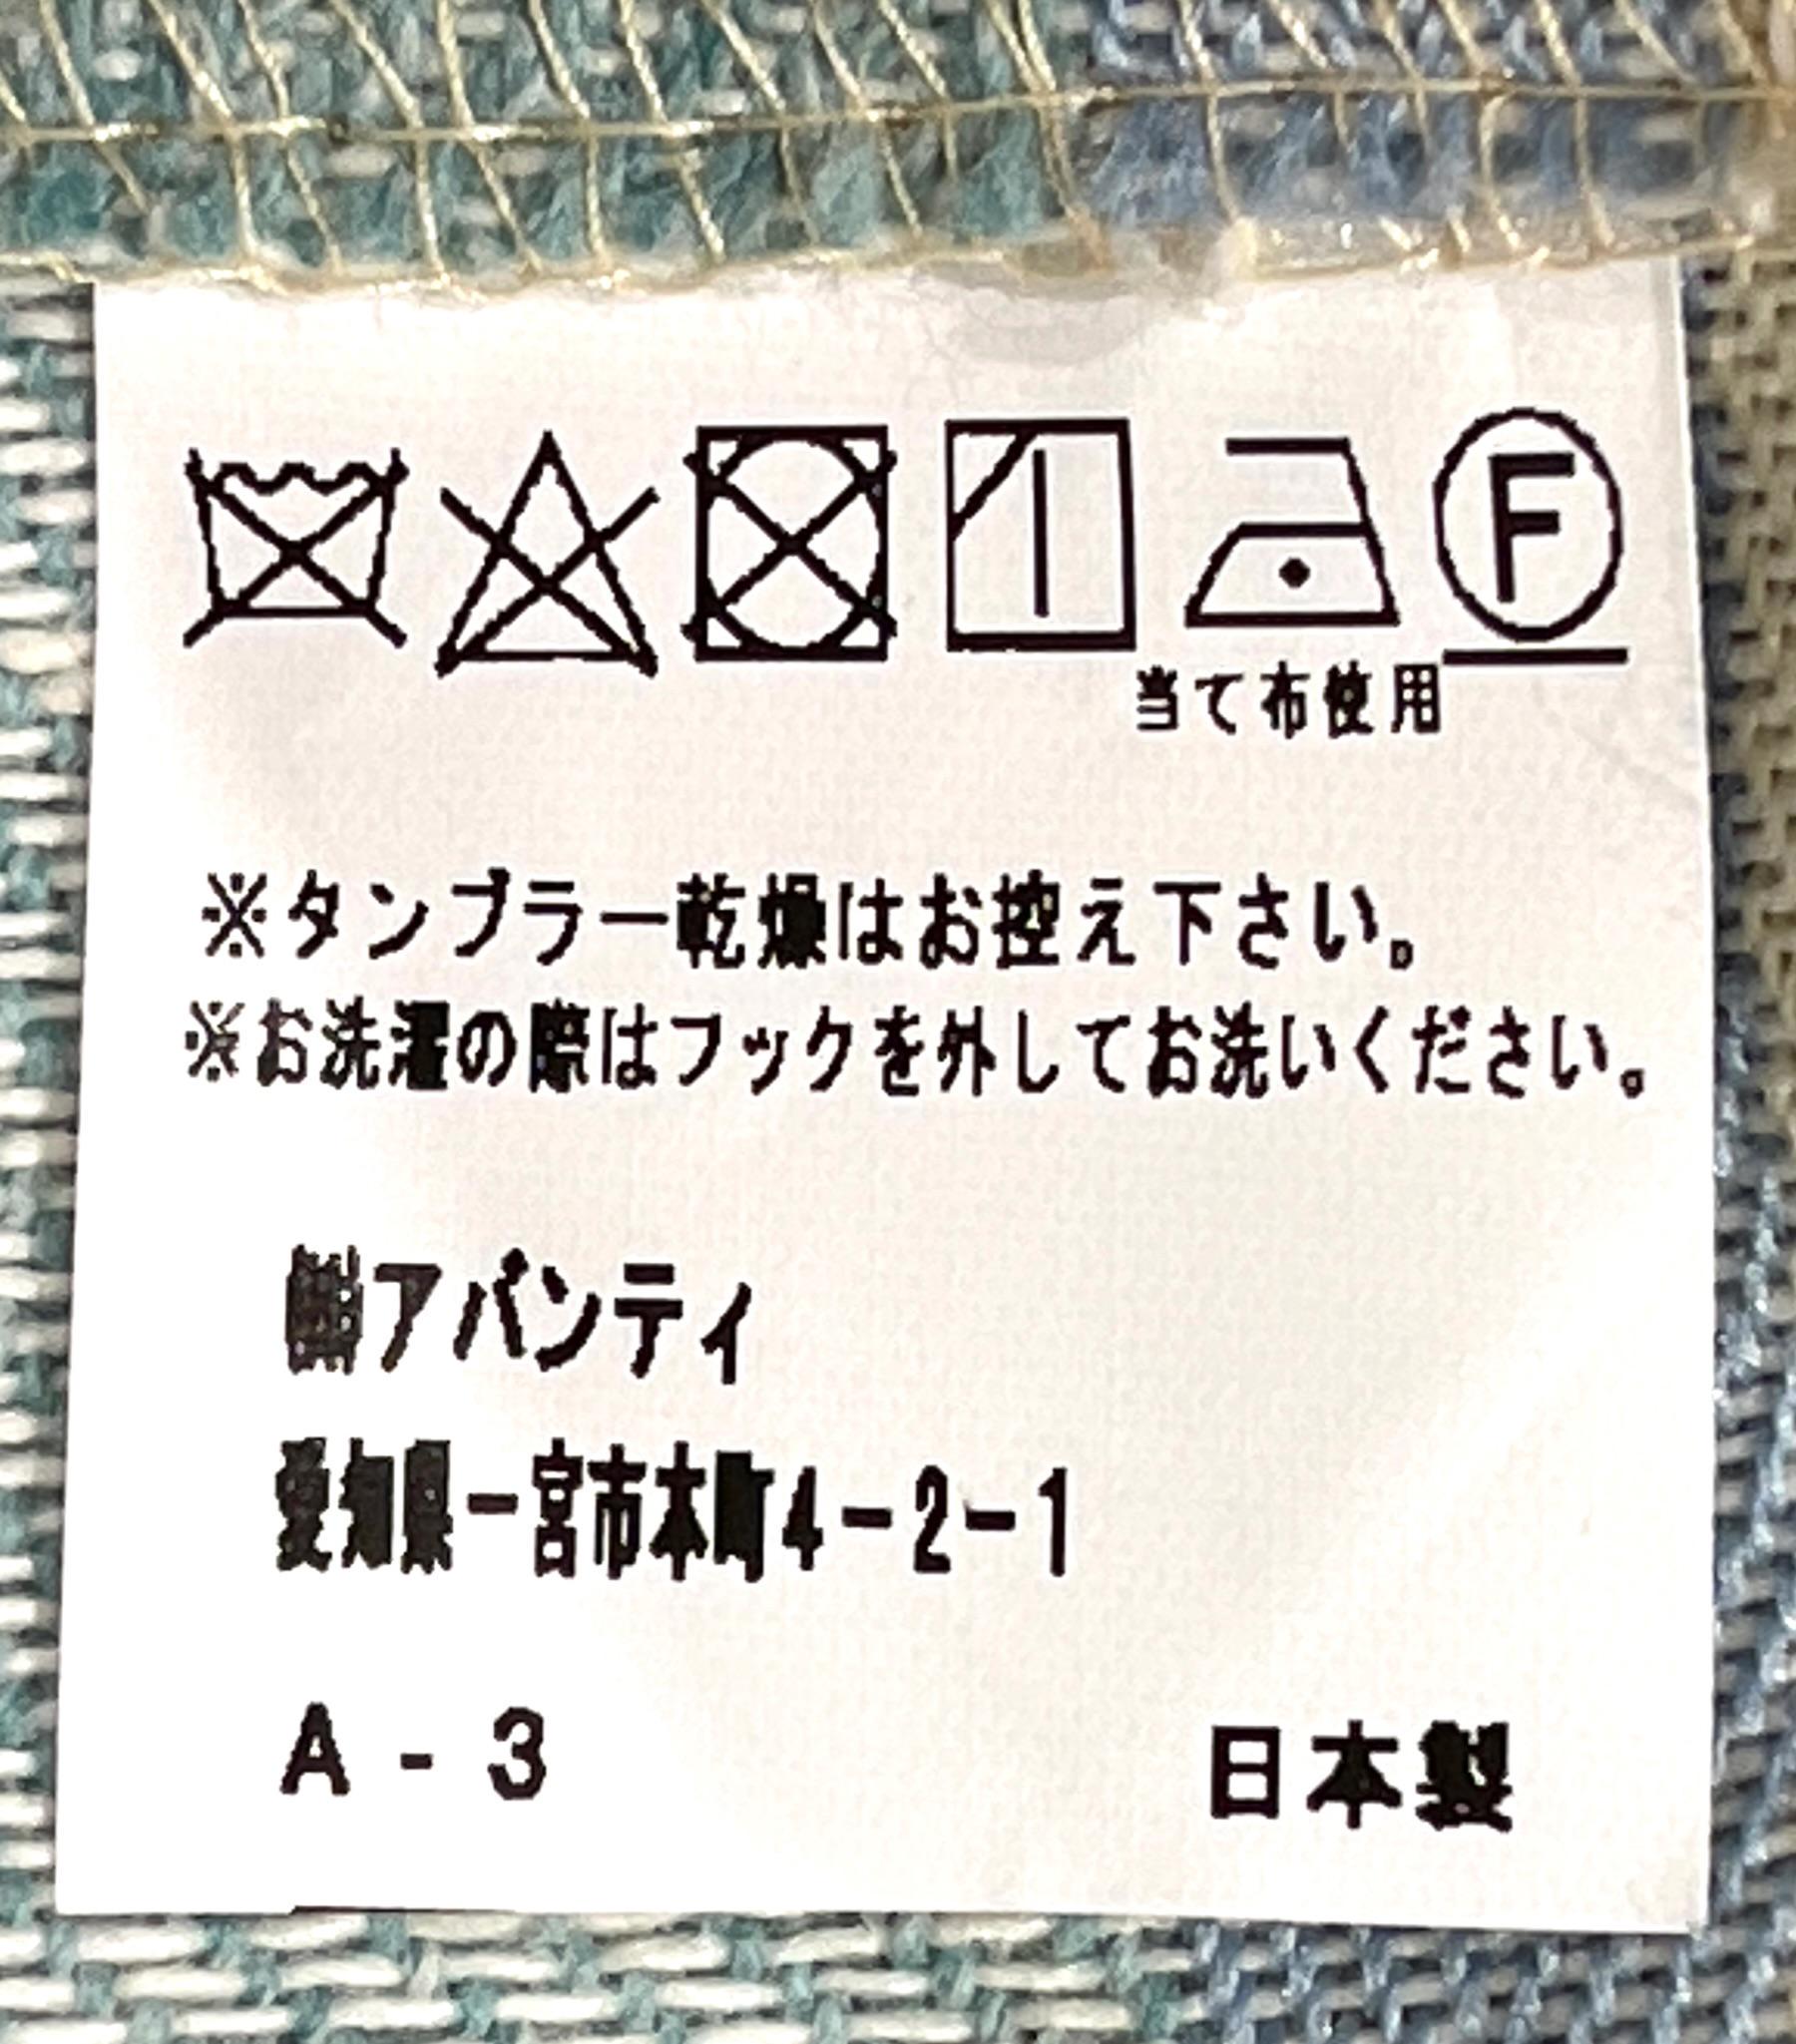 F
当て布使用
※タンブラー乾燥はお控え下さい。
※お洗濯の際はフックを外してお洗いください。
㈱アバンティ
愛知県一宮市本町4-2-1
A-3
日本製